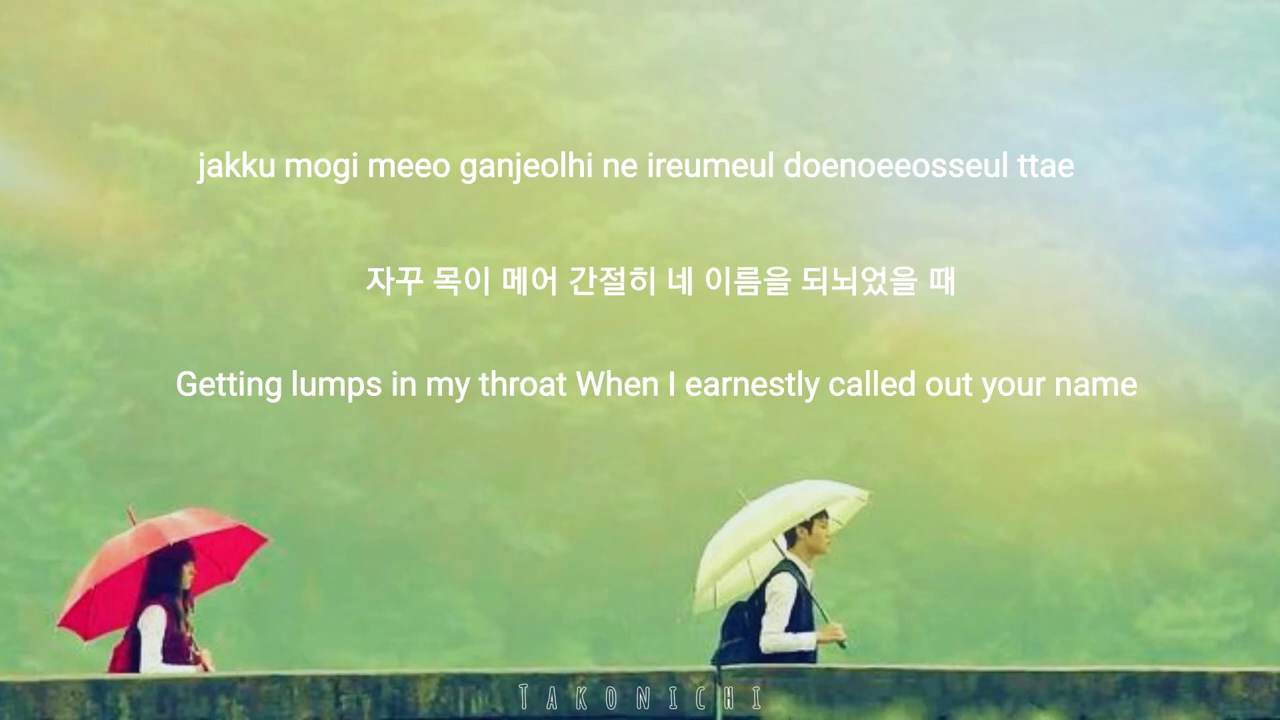 jakku mogi meeo ganjeolhi ne ireumeul doenoeeosseul ttae
자꾸 목이 메어 간절히 네 이름을 되뇌었을 때
Getting lumps in my throat When I earnestly called out your name
TAKONICHI